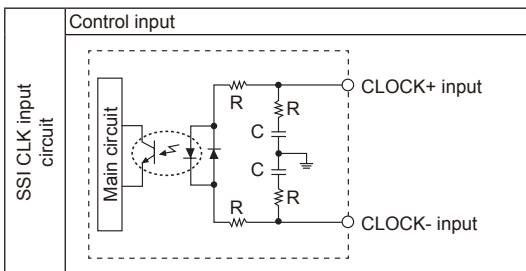 Control input
SSI CLK input
circuit
Main circuit
R
R
CLOCK+ input
C
C
R
R
CLOCK- input